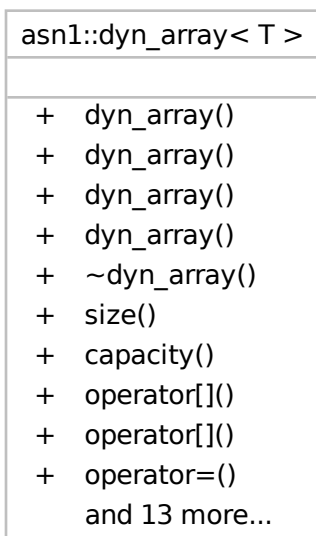 asn1::dyn_array< T >
+ dyn_array()
+ dyn_array()
+ dyn_array()
+ dyn_array()
+ ~dyn_array()
+ size()
+ capacity()
+ operator[]()
+ operator[]()
+ operator=()
and 13 more...